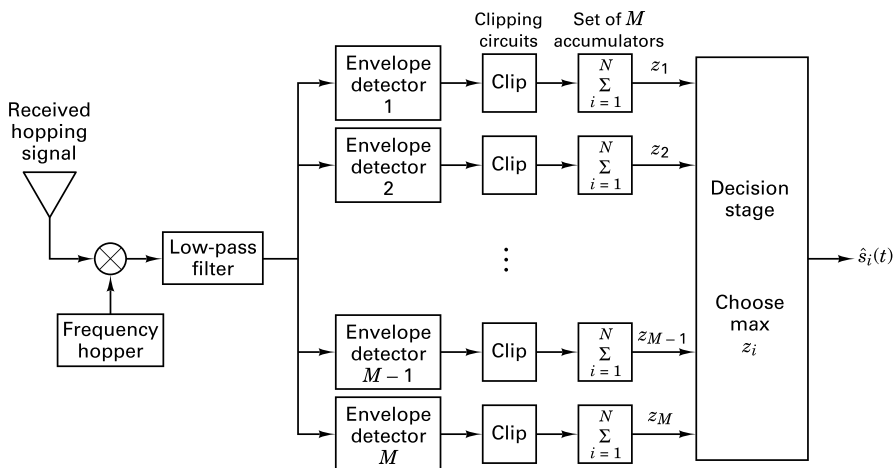 Clipping
circuits
Set of M
accumulators
Received
hopping
signal
Frequency
hopper
Low-pass
filter
Envelope
detector
1
Clip
N
Σ
i = 1
z1
Envelope
detector
2
Clip
N
Σ
i = 1
z2
⋮
Envelope
detector
M – 1
Clip
N
Σ
i = 1
zM – 1
Envelope
detector
M
Clip
N
Σ
i = 1
zM
Decision
stage
Choose
max
zi
ŝi(t)